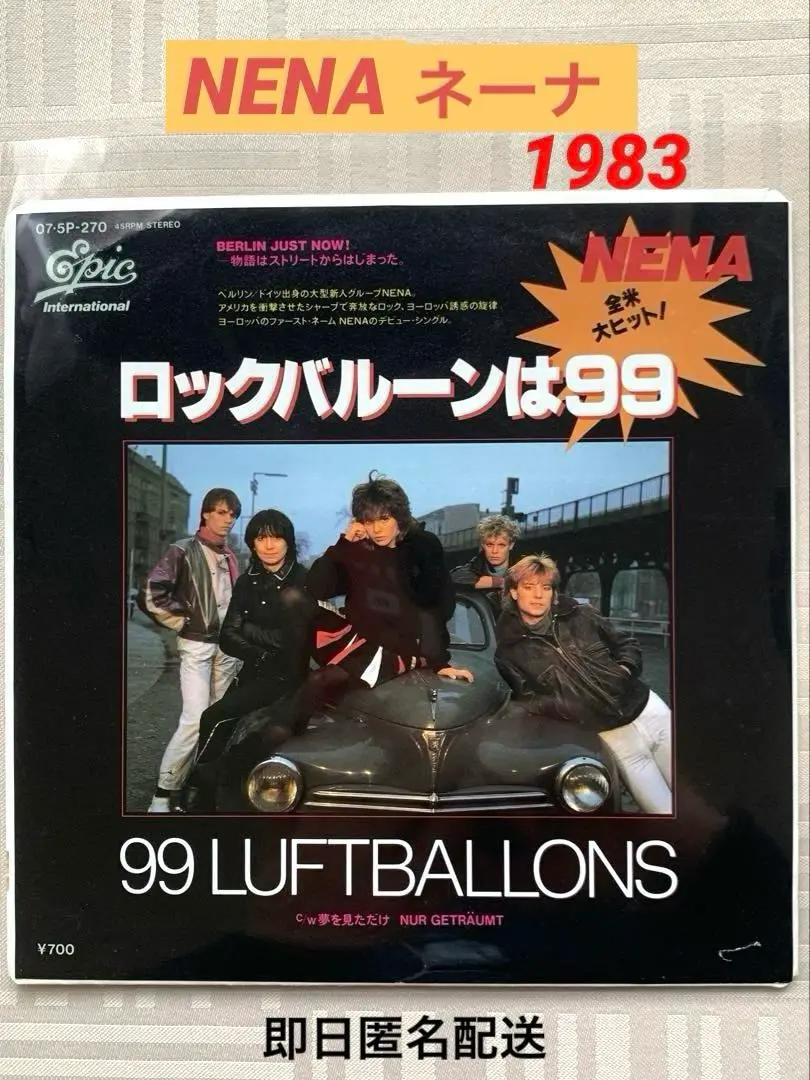 NENA ネーナ
1983
07·5P-270 45RPM STEREO
Epic
International
BERLIN JUST NOW!
—物語はストリートからはじまった。
ベルリン/ドイツ出身の大型新人グループNENA。
アメリカを衝撃させたシャープで奔放なロック、ヨーロッパ誘惑の旋律
ヨーロッパのファースト・ネーム NENAのデビュー・シングル。
NENA
全米
大ヒット!
ロックバルーンは99
99 LUFTBALLONS
c/w 夢を見ただけ NUR GETRÄUMT
¥700
即日匿名配送